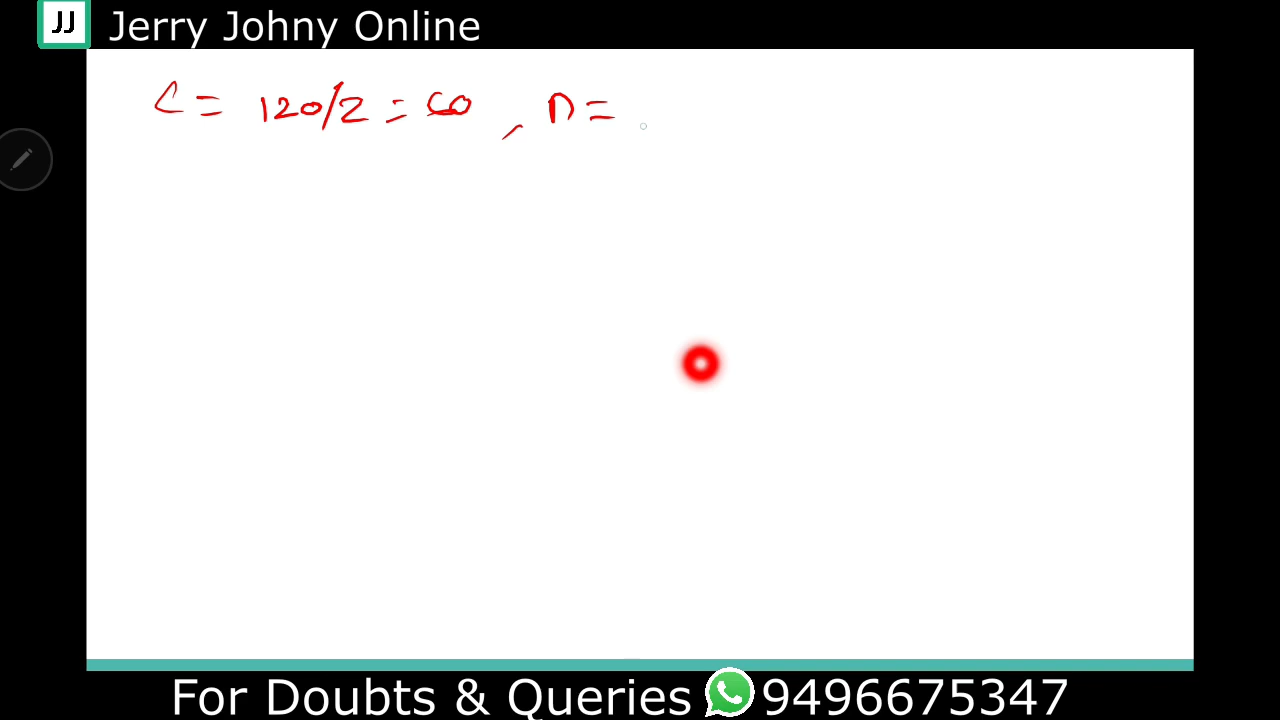 JJ Jerry Johny Online
C = 120/2 = 60 , D =
For Doubts & Queries 9496675347